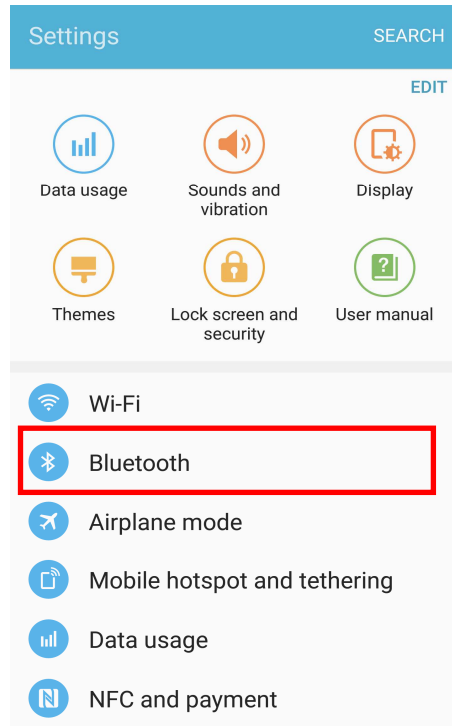 Settings SEARCH
EDIT
Data usage
Sounds and
vibration
Display
Themes
Lock screen and
security
User manual
Wi-Fi
Bluetooth
Airplane mode
Mobile hotspot and tethering
Data usage
NFC and payment